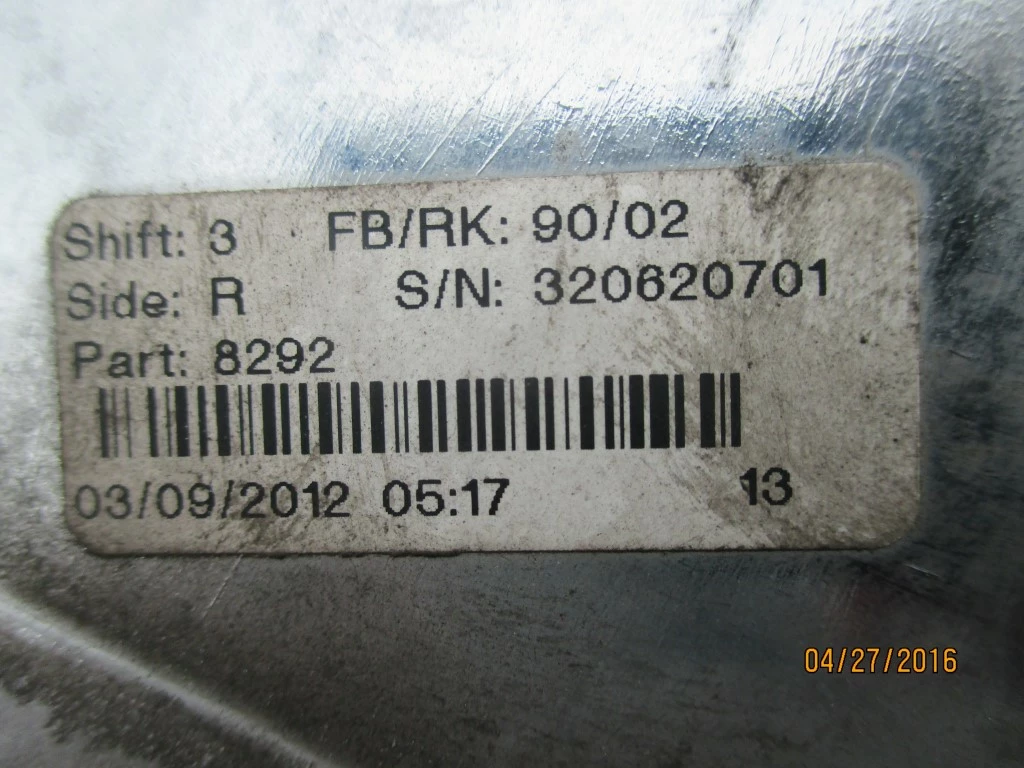 Shift: 3 FB/RK: 90/02
Side: R S/N: 320620701
Part: 8292
03/09/2012 05:17 13
04/27/2016